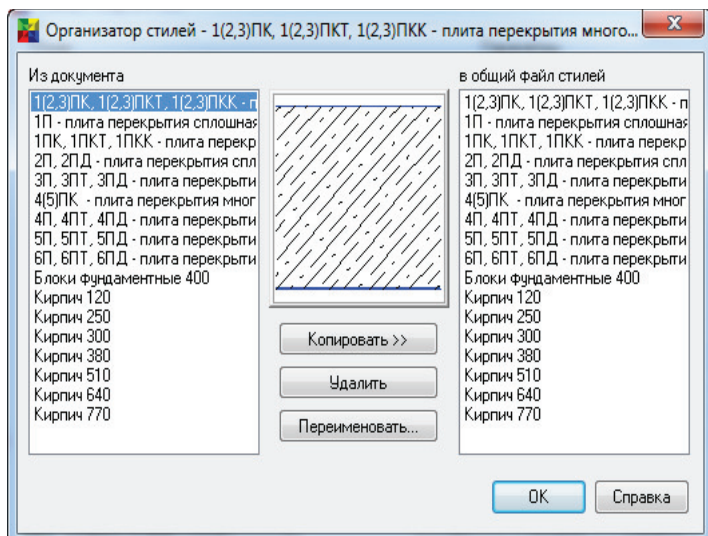 Организатор стилей - 1(2,3)ПК, 1(2,3)ПКТ, 1(2,3)ПКК - плита перекрытия много...
Из документа
1(2,3)ПК, 1(2,3)ПКТ, 1(2,3)ПКК - п
1П - плита перекрытия сплошная
1ПК, 1ПКТ, 1ПКК - плита перекр
2П, 2ПД - плита перекрытия спл
3П, 3ПТ, 3ПД - плита перекрыти
4(5)ПК - плита перекрытия мног
4П, 4ПТ, 4ПД - плита перекрыти
5П, 5ПТ, 5ПД - плита перекрыти
6П, 6ПТ, 6ПД - плита перекрыти
Блоки фундаментные 400
Кирпич 120
Кирпич 250
Кирпич 300
Кирпич 380
Кирпич 510
Кирпич 640
Кирпич 770
Копировать >>
Удалить
Переименовать...
в общий файл стилей
1(2,3)ПК, 1(2,3)ПКТ, 1(2,3)ПКК - п
1П - плита перекрытия сплошная
1ПК, 1ПКТ, 1ПКК - плита перекр
2П, 2ПД - плита перекрытия спл
3П, 3ПТ, 3ПД - плита перекрыти
4(5)ПК - плита перекрытия мног
4П, 4ПТ, 4ПД - плита перекрыти
5П, 5ПТ, 5ПД - плита перекрыти
6П, 6ПТ, 6ПД - плита перекрыти
Блоки фундаментные 400
Кирпич 120
Кирпич 250
Кирпич 300
Кирпич 380
Кирпич 510
Кирпич 640
Кирпич 770
OK
Справка